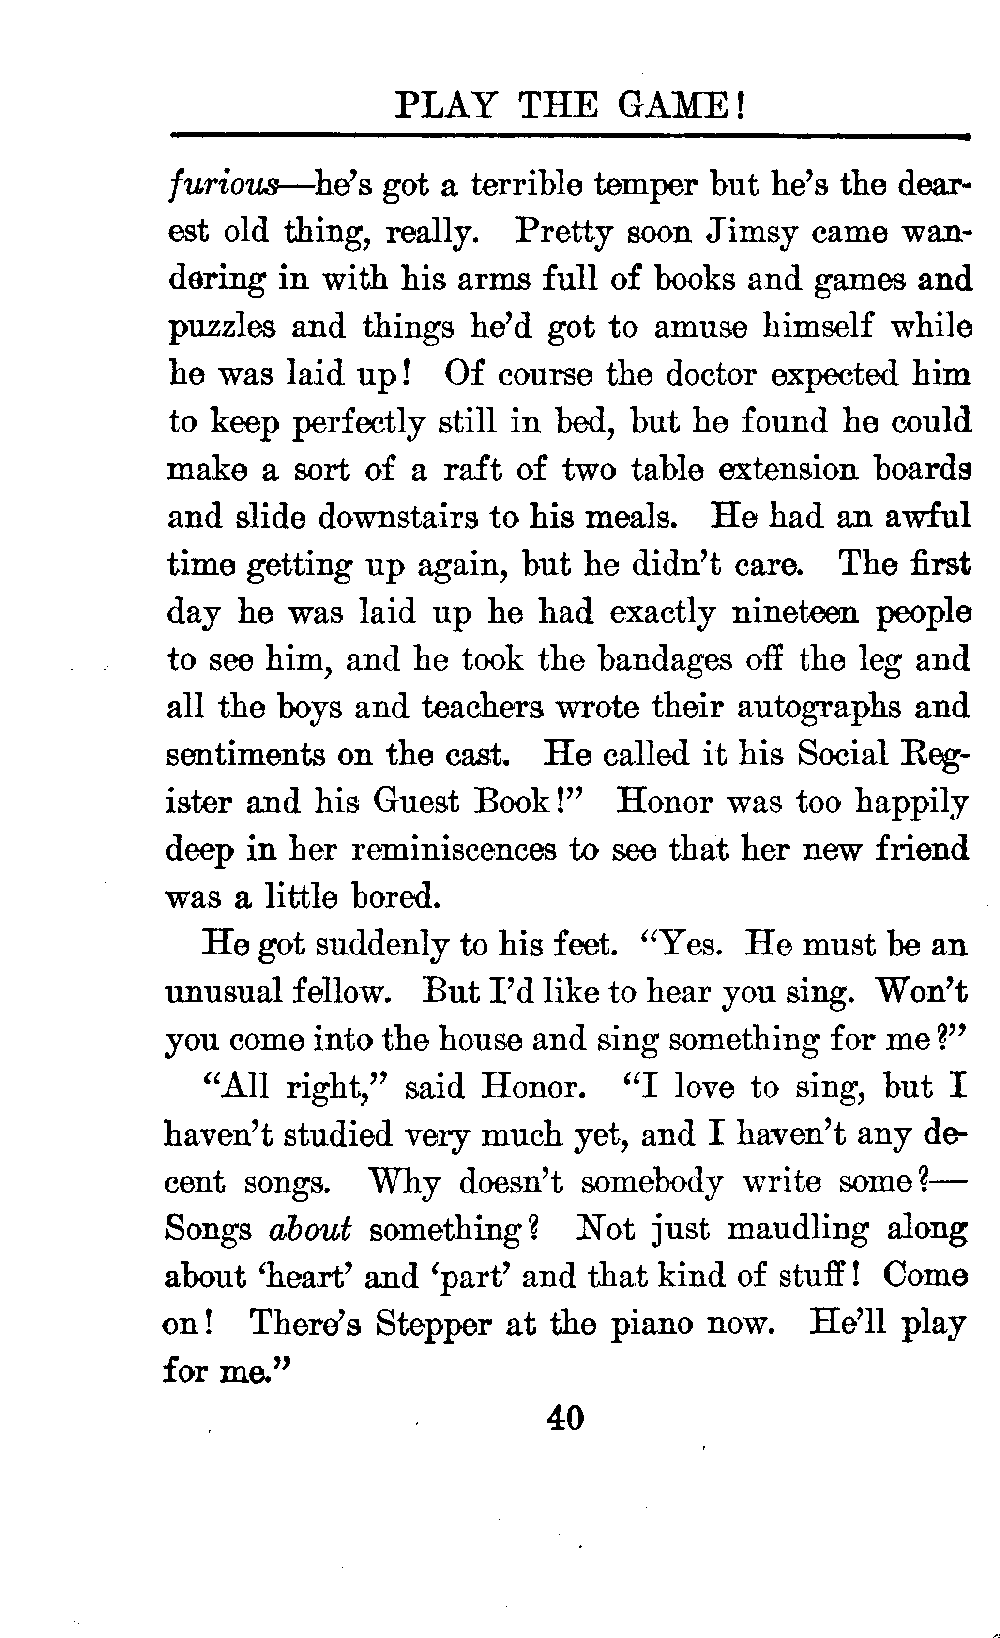 PLAY THE GAME!
furious—he's got a terrible temper but he's the dear-
est old thing, really. Pretty soon Jimsy came wan-
dering in with his arms full of books and games and
puzzles and things he'd got to amuse himself while
he was laid up! Of course the doctor expected him
to keep perfectly still in bed, but he found he could
make a sort of a raft of two table extension boards
and slide downstairs to his meals. He had an awful
time getting up again, but he didn't care. The first
day he was laid up he had exactly nineteen people
to see him, and he took the bandages off the leg and
all the boys and teachers wrote their autographs and
sentiments on the cast. He called it his Social Reg-
ister and his Guest Book!" Honor was too happily
deep in her reminiscences to see that her new friend
was a little bored.
He got suddenly to his feet. "Yes. He must be an
unusual fellow. But I'd like to hear you sing. Won't
you come into the house and sing something for me?"
"All right," said Honor. "I love to sing, but I
haven't studied very much yet, and I haven't any de-
cent songs. Why doesn't somebody write some?—
Songs about something? Not just maudling along
about 'heart' and 'part' and that kind of stuff! Come
on! There's Stepper at the piano now. He'll play
for me."
40